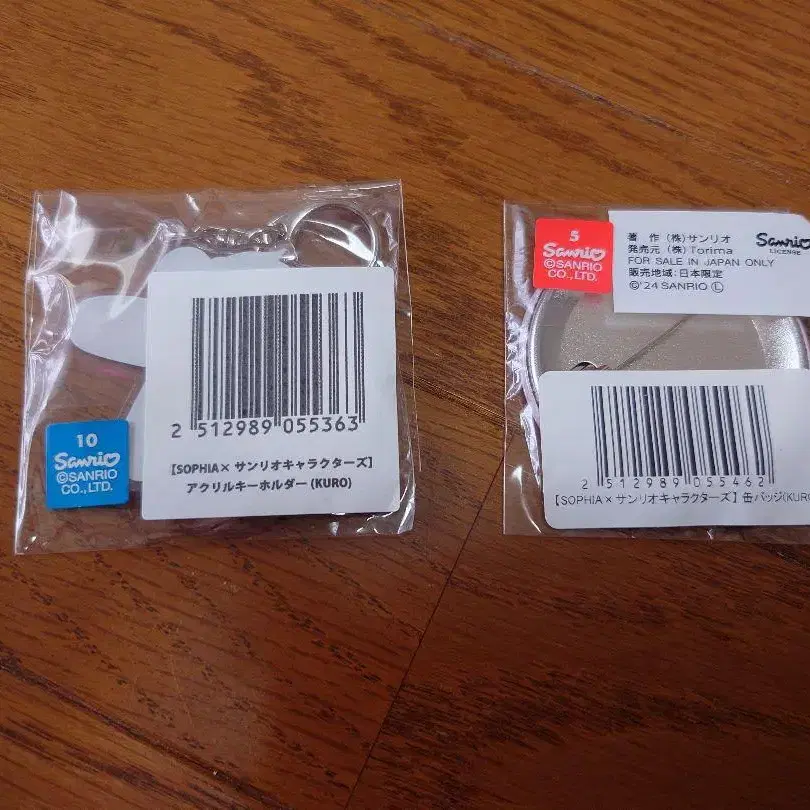 2 512989 055363
【SOPHIA× サンリオキャラクターズ】
アクリルキーホルダー (KURO)
10
Sanrio
©SANRIO
CO., LTD.
5
Sanrio
©SANRIO
CO., LTD.
著 作 (株)サンリオ
発売元 (株)Torima
FOR SALE IN JAPAN ONLY
販売地域:日本限定
©'24 SANRIO Ⓛ
Sanrio
LICENSE
2 512989 055462
【SOPHIA× サンリオキャラクターズ】缶バッジ(KURO